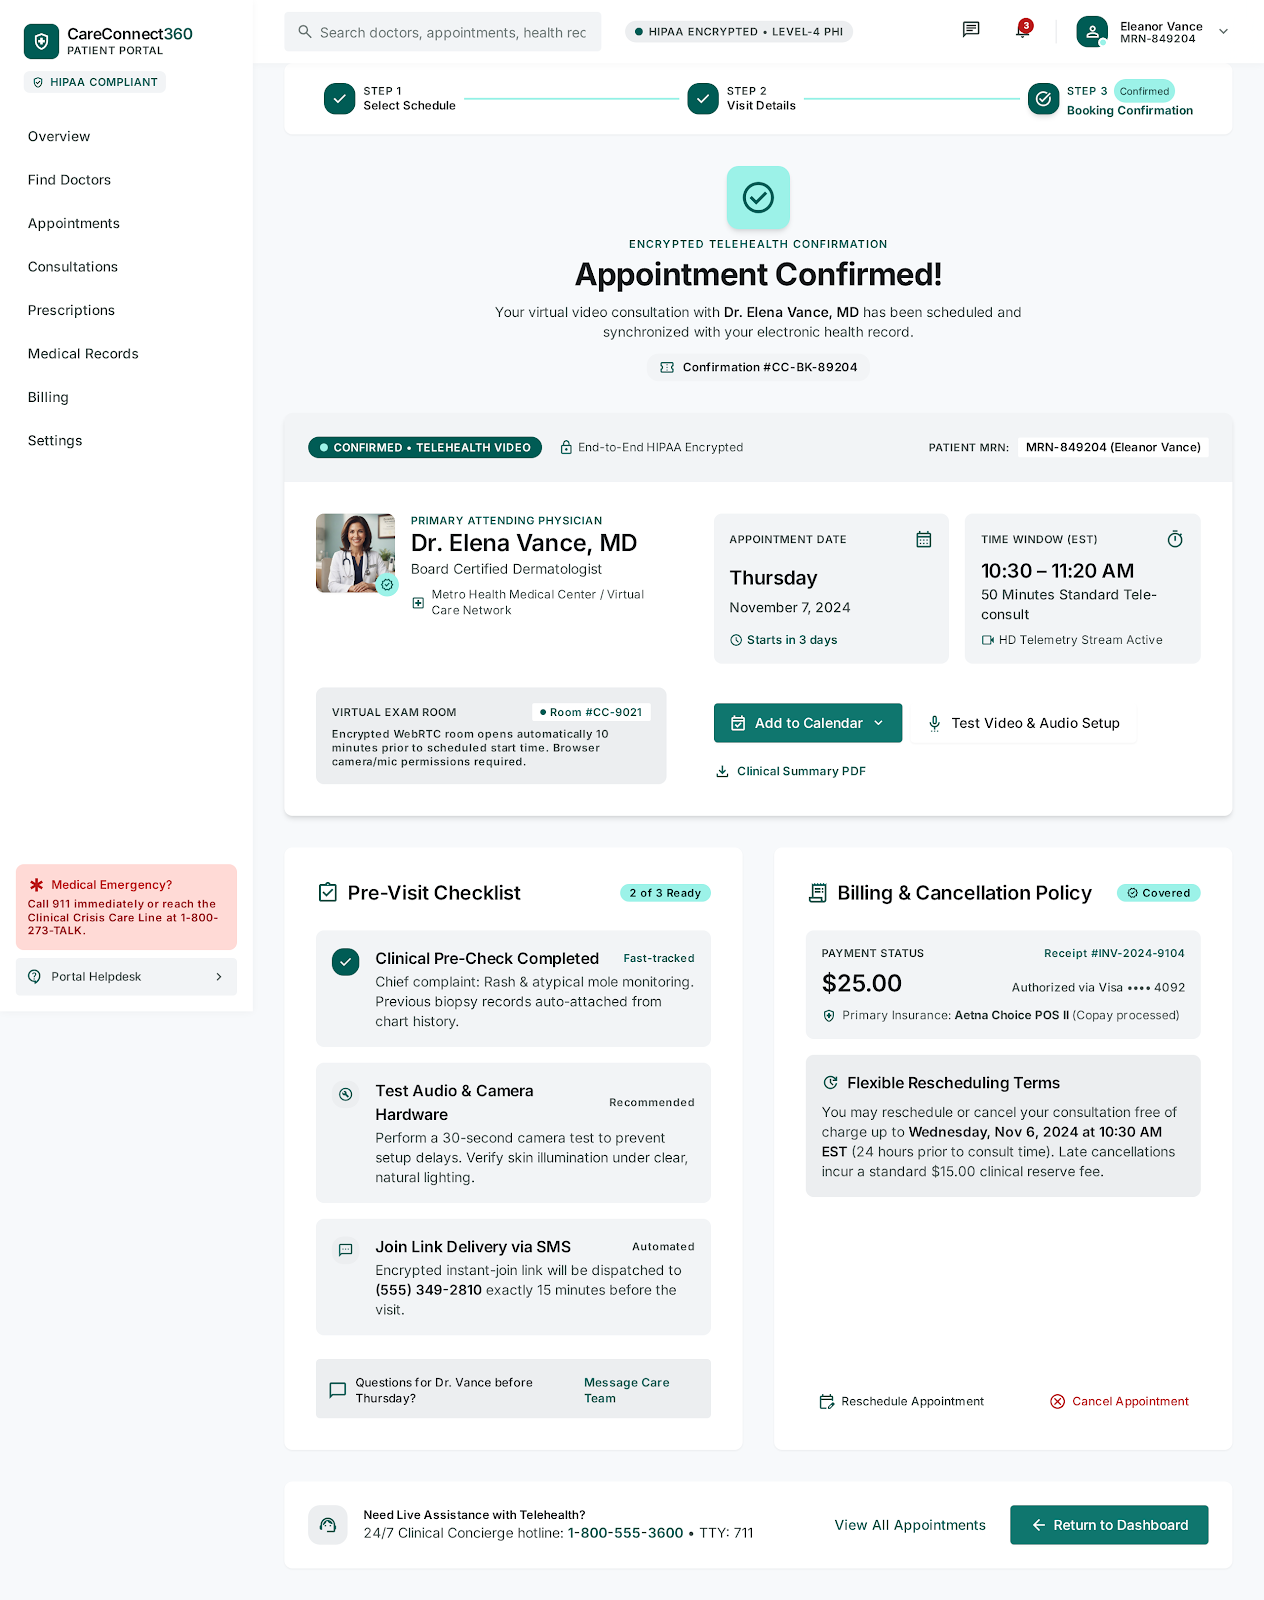 CareConnect360
PATIENT PORTAL
HIPAA COMPLIANT
Overview
Find Doctors
Appointments
Consultations
Prescriptions
Medical Records
Billing
Settings
Medical Emergency?
Call 911 immediately or reach the
Clinical Crisis Care Line at 1-800-
273-TALK.
Portal Helpdesk
Search doctors, appointments, health rec
HIPAA ENCRYPTED • LEVEL-4 PHI
3
Eleanor Vance
MRN-849204
STEP 1
Select Schedule
STEP 2
Visit Details
STEP 3 Confirmed
Booking Confirmation
ENCRYPTED TELEHEALTH CONFIRMATION
Appointment Confirmed!
Your virtual video consultation with Dr. Elena Vance, MD has been scheduled and
synchronized with your electronic health record.
Confirmation #CC-BK-89204
CONFIRMED • TELEHEALTH VIDEO
End-to-End HIPAA Encrypted
PATIENT MRN: MRN-849204 (Eleanor Vance)
PRIMARY ATTENDING PHYSICIAN
Dr. Elena Vance, MD
Board Certified Dermatologist
Metro Health Medical Center / Virtual
Care Network
APPOINTMENT DATE
Thursday
November 7, 2024
Starts in 3 days
TIME WINDOW (EST)
10:30 – 11:20 AM
50 Minutes Standard Tele-
consult
HD Telemetry Stream Active
VIRTUAL EXAM ROOM
Room #CC-9021
Encrypted WebRTC room opens automatically 10
minutes prior to scheduled start time. Browser
camera/mic permissions required.
Add to Calendar
Test Video & Audio Setup
Clinical Summary PDF
Pre-Visit Checklist
2 of 3 Ready
Clinical Pre-Check Completed
Fast-tracked
Chief complaint: Rash & atypical mole monitoring.
Previous biopsy records auto-attached from
chart history.
Test Audio & Camera
Hardware
Recommended
Perform a 30-second camera test to prevent
setup delays. Verify skin illumination under clear,
natural lighting.
Join Link Delivery via SMS
Automated
Encrypted instant-join link will be dispatched to
(555) 349-2810 exactly 15 minutes before the
visit.
Questions for Dr. Vance before
Thursday?
Message Care
Team
Billing & Cancellation Policy
Covered
PAYMENT STATUS
Receipt #INV-2024-9104
$25.00
Authorized via Visa •••• 4092
Primary Insurance: Aetna Choice POS II (Copay processed)
Flexible Rescheduling Terms
You may reschedule or cancel your consultation free of
charge up to Wednesday, Nov 6, 2024 at 10:30 AM
EST (24 hours prior to consult time). Late cancellations
incur a standard $15.00 clinical reserve fee.
Reschedule Appointment
Cancel Appointment
Need Live Assistance with Telehealth?
24/7 Clinical Concierge hotline: 1-800-555-3600 • TTY: 711
View All Appointments
Return to Dashboard